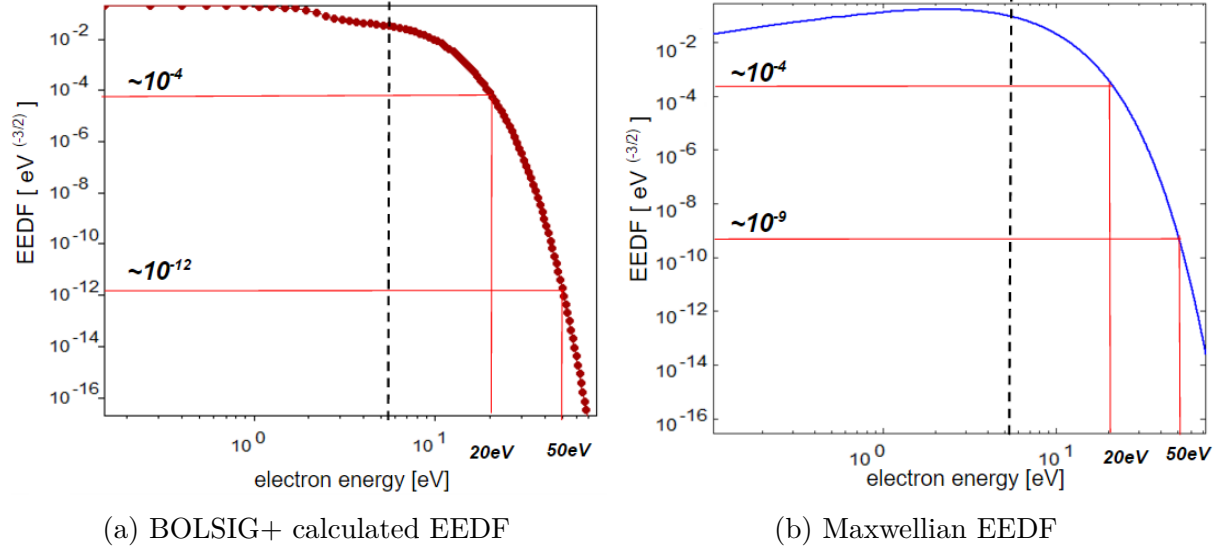 EEDF [ eV (-3/2) ]
10-2
10-4
10-6
10-8
10-10
10-12
10-14
10-16
~10-4
~10-12
100
101
20eV
50eV
electron energy [eV]
(a) BOLSIG+ calculated EEDF
EEDF [ eV (-3/2) ]
10-2
10-4
10-6
10-8
10-10
10-12
10-14
10-16
~10-4
~10-9
100
101
20eV
50eV
electron energy [eV]
(b) Maxwellian EEDF